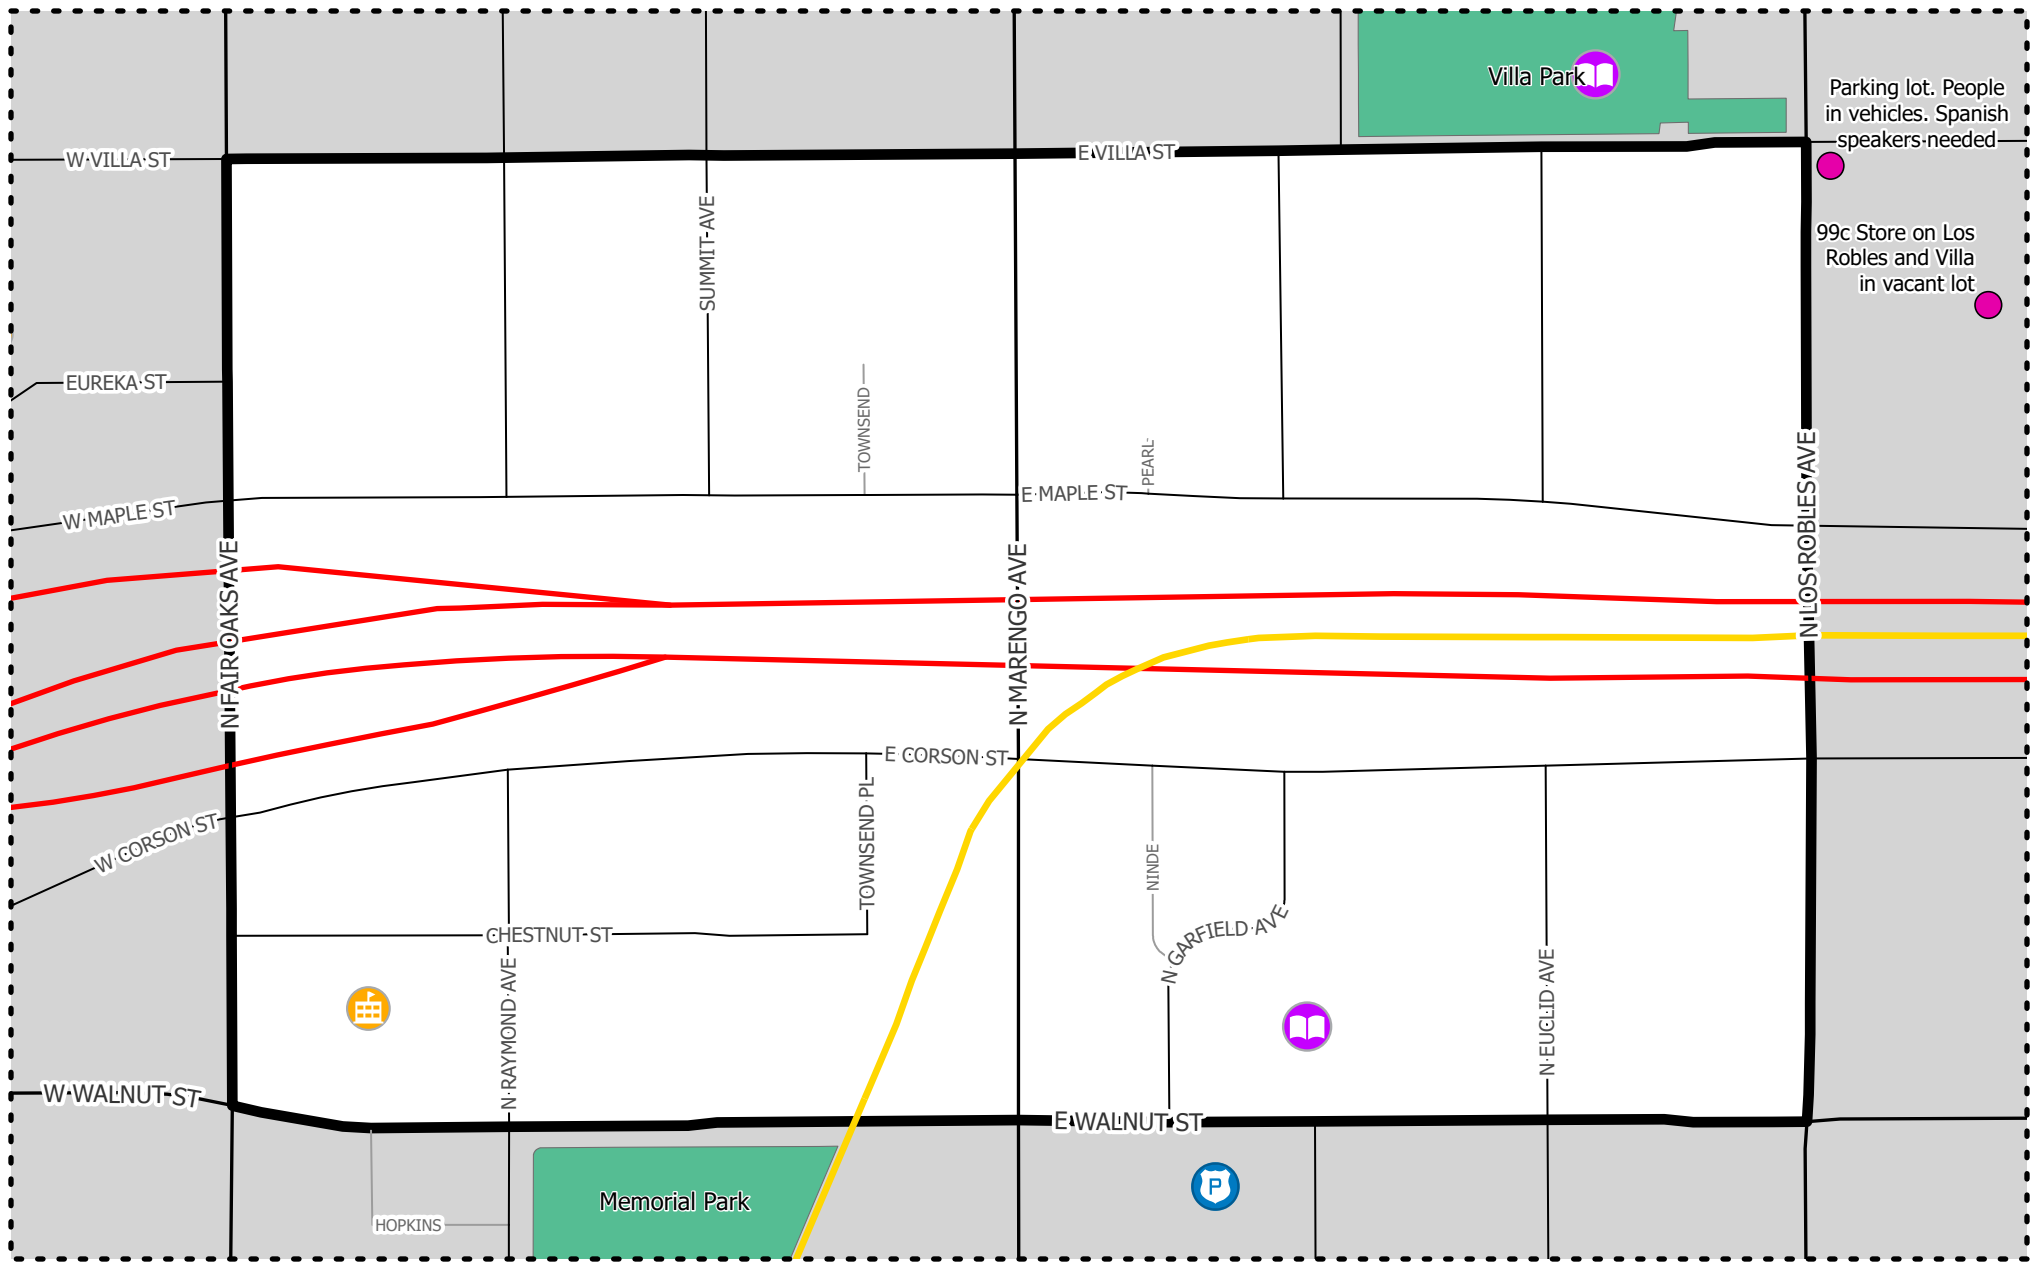 Villa Park
Parking lot. People
in vehicles. Spanish
speakers needed
W VILLA ST
E VILLA ST
SUMMIT AVE
99c Store on Los
Robles and Villa
in vacant lot
EUREKA ST
TOWNSEND
PEARL
W MAPLE ST
E MAPLE ST
N FAIR OAKS AVE
N MARENGO AVE
N LOS ROBLES AVE
W CORSON ST
E CORSON ST
TOWNSEND PL
NINDE
N GARFIELD AVE
CHESTNUT ST
N RAYMOND AVE
N EUCLID AVE
W WALNUT ST
E WALNUT ST
P
Memorial Park
HOPKINS